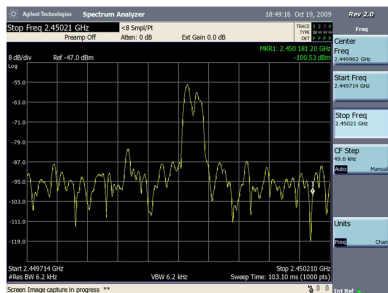 Agilent Technologies Spectrum Analyzer 18:49:16 Oct 19, 2009 Rev 2.0
Stop Freq 2.45021 GHz <8 Smpl/Pt TRACE
TYPE
Preamp Off Atten: 0 dB Ext Gain 0.0 dB DET
Freq
MKR1: 2.450 181 20 GHz
8 dB/div Ref -47.0 dBm -100.53 dBm
Log
-55.0
-63.0
-71.0
-79.0
-87.0
-95.0
-103.0
-111.0
-119.0
Start 2.449714 GHz Stop 2.450210 GHz
#Res BW 6.2 kHz VBW 6.2 kHz Sweep Time: 103.10 ms (1000 pts)
Screen Image capture in progress **
Center
Freq
2.449962 GHz
Start Freq
2.449714 GHz
Stop Freq
2.45021 GHz
CF Step
49.6 kHz
Auto Manual
Units
Freq Chan
Int Ref